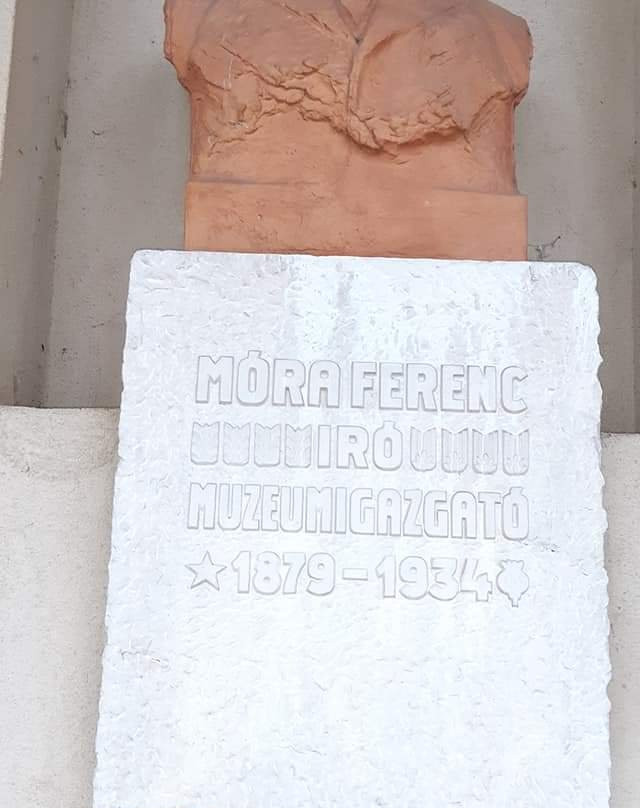 MÓRA FERENC
IRÓ
MUZEUMIGAZGATÓ
1879-1934